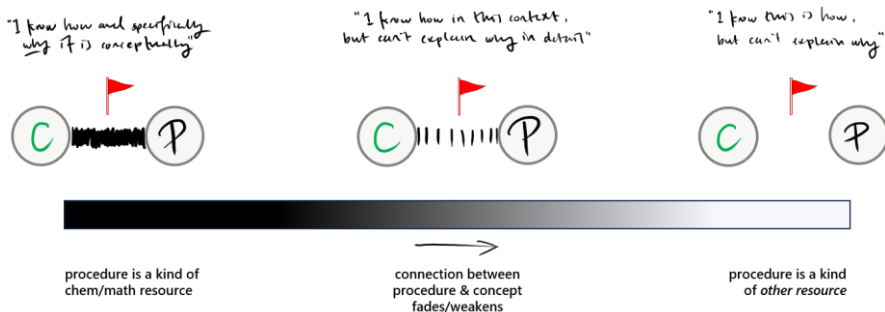 "I know how and specifically
why it is conceptually"
"I know how in this context,
but can't explain why in detail"
"I know this is how,
but can't explain why"
C P
C P
C P
procedure is a kind of
chem/math resource
connection between
procedure & concept
fades/weakens
procedure is a kind
of other resource